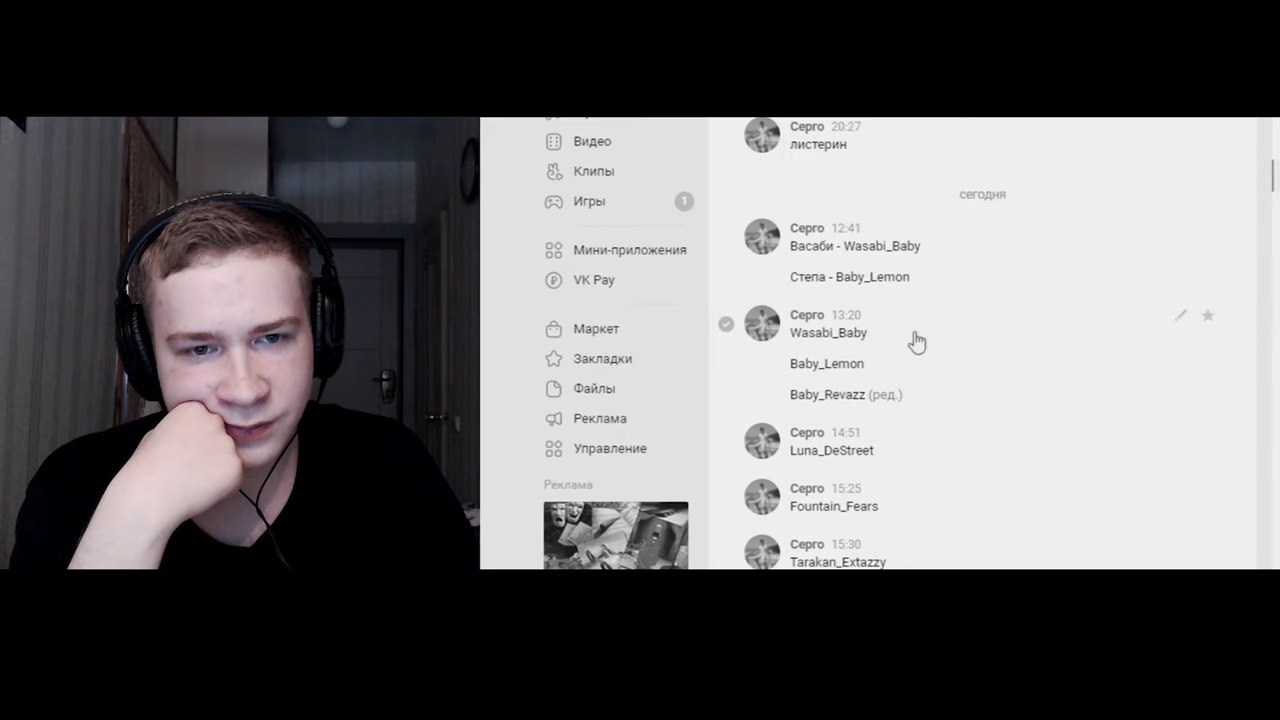 Видео
Клипы
Игры 1
Мини-приложения
VK Pay
Маркет
Закладки
Файлы
Реклама
Управление
Реклама
Серго 20:27
листерин
сегодня
Серго 12:41
Васаби - Wasabi_Baby
Степа - Baby_Lemon
Серго 13:20
Wasabi_Baby
Baby_Lemon
Baby_Revazz (ред.)
Серго 14:51
Luna_DeStreet
Серго 15:25
Fountain_Fears
Серго 15:30
Tarakan_Extazzy